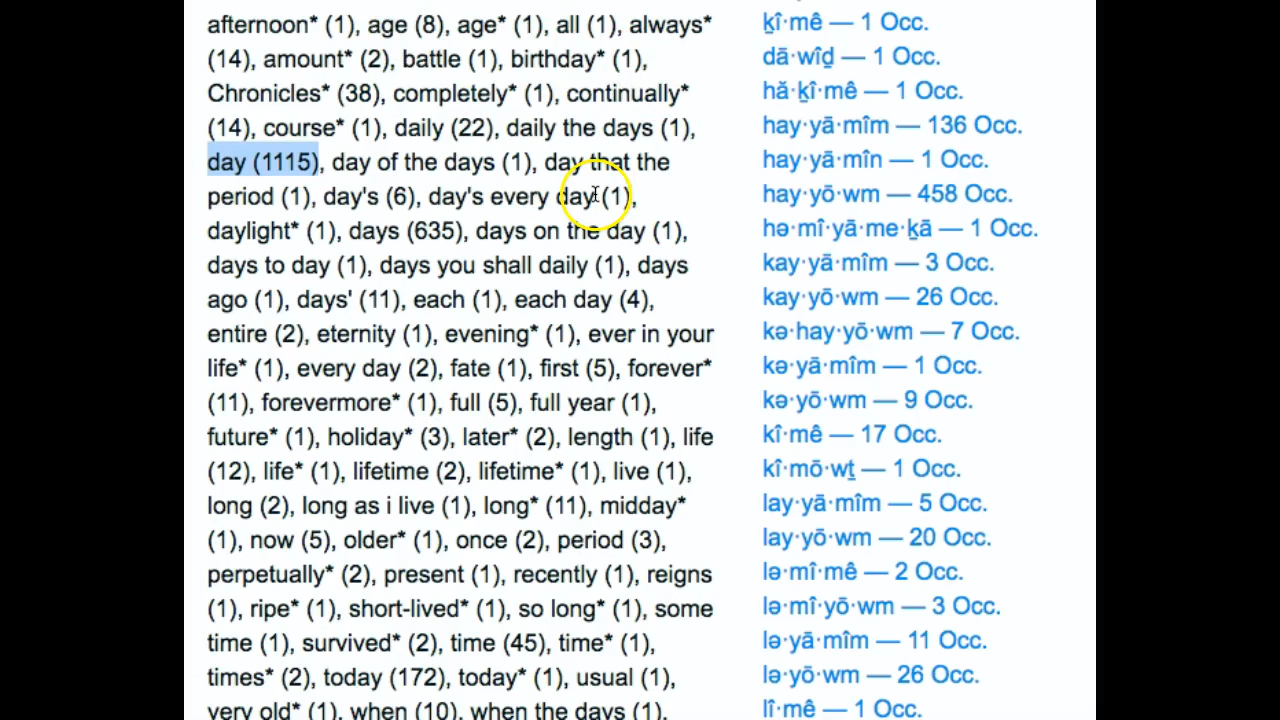 afternoon* (1), age (8), age* (1), all (1), always*
(14), amount* (2), battle (1), birthday* (1),
Chronicles* (38), completely* (1), continually*
(14), course* (1), daily (22), daily the days (1),
day (1115), day of the days (1), day that the
period (1), day's (6), day's every day (1),
daylight* (1), days (635), days on the day (1),
days to day (1), days you shall daily (1), days
ago (1), days' (11), each (1), each day (4),
entire (2), eternity (1), evening* (1), ever in your
life* (1), every day (2), fate (1), first (5), forever*
(11), forevermore* (1), full (5), full year (1),
future* (1), holiday* (3), later* (2), length (1), life
(12), life* (1), lifetime (2), lifetime* (1), live (1),
long (2), long as i live (1), long* (11), midday*
(1), now (5), older* (1), once (2), period (3),
perpetually* (2), present (1), recently (1), reigns
(1), ripe* (1), short-lived* (1), so long* (1), some
time (1), survived* (2), time (45), time* (1),
times* (2), today (172), today* (1), usual (1),
very old* (1), when (10), when the days (1),
ḵî·mê — 1 Occ.
dā·wîḏ — 1 Occ.
hă·ḵî·mê — 1 Occ.
hay·yā·mîm — 136 Occ.
hay·yā·mîn — 1 Occ.
hay·yō·wm — 458 Occ.
hə·mî·yā·me·ḵā — 1 Occ.
kay·yā·mîm — 3 Occ.
kay·yō·wm — 26 Occ.
kə·hay·yō·wm — 7 Occ.
kə·yā·mîm — 1 Occ.
kə·yō·wm — 9 Occ.
kî·mê — 17 Occ.
kî·mō·wṯ — 1 Occ.
lay·yā·mîm — 5 Occ.
lay·yō·wm — 20 Occ.
lə·mî·mê — 2 Occ.
lə·mî·yō·wm — 3 Occ.
lə·yā·mîm — 11 Occ.
lə·yō·wm — 26 Occ.
lî·mê — 1 Occ.